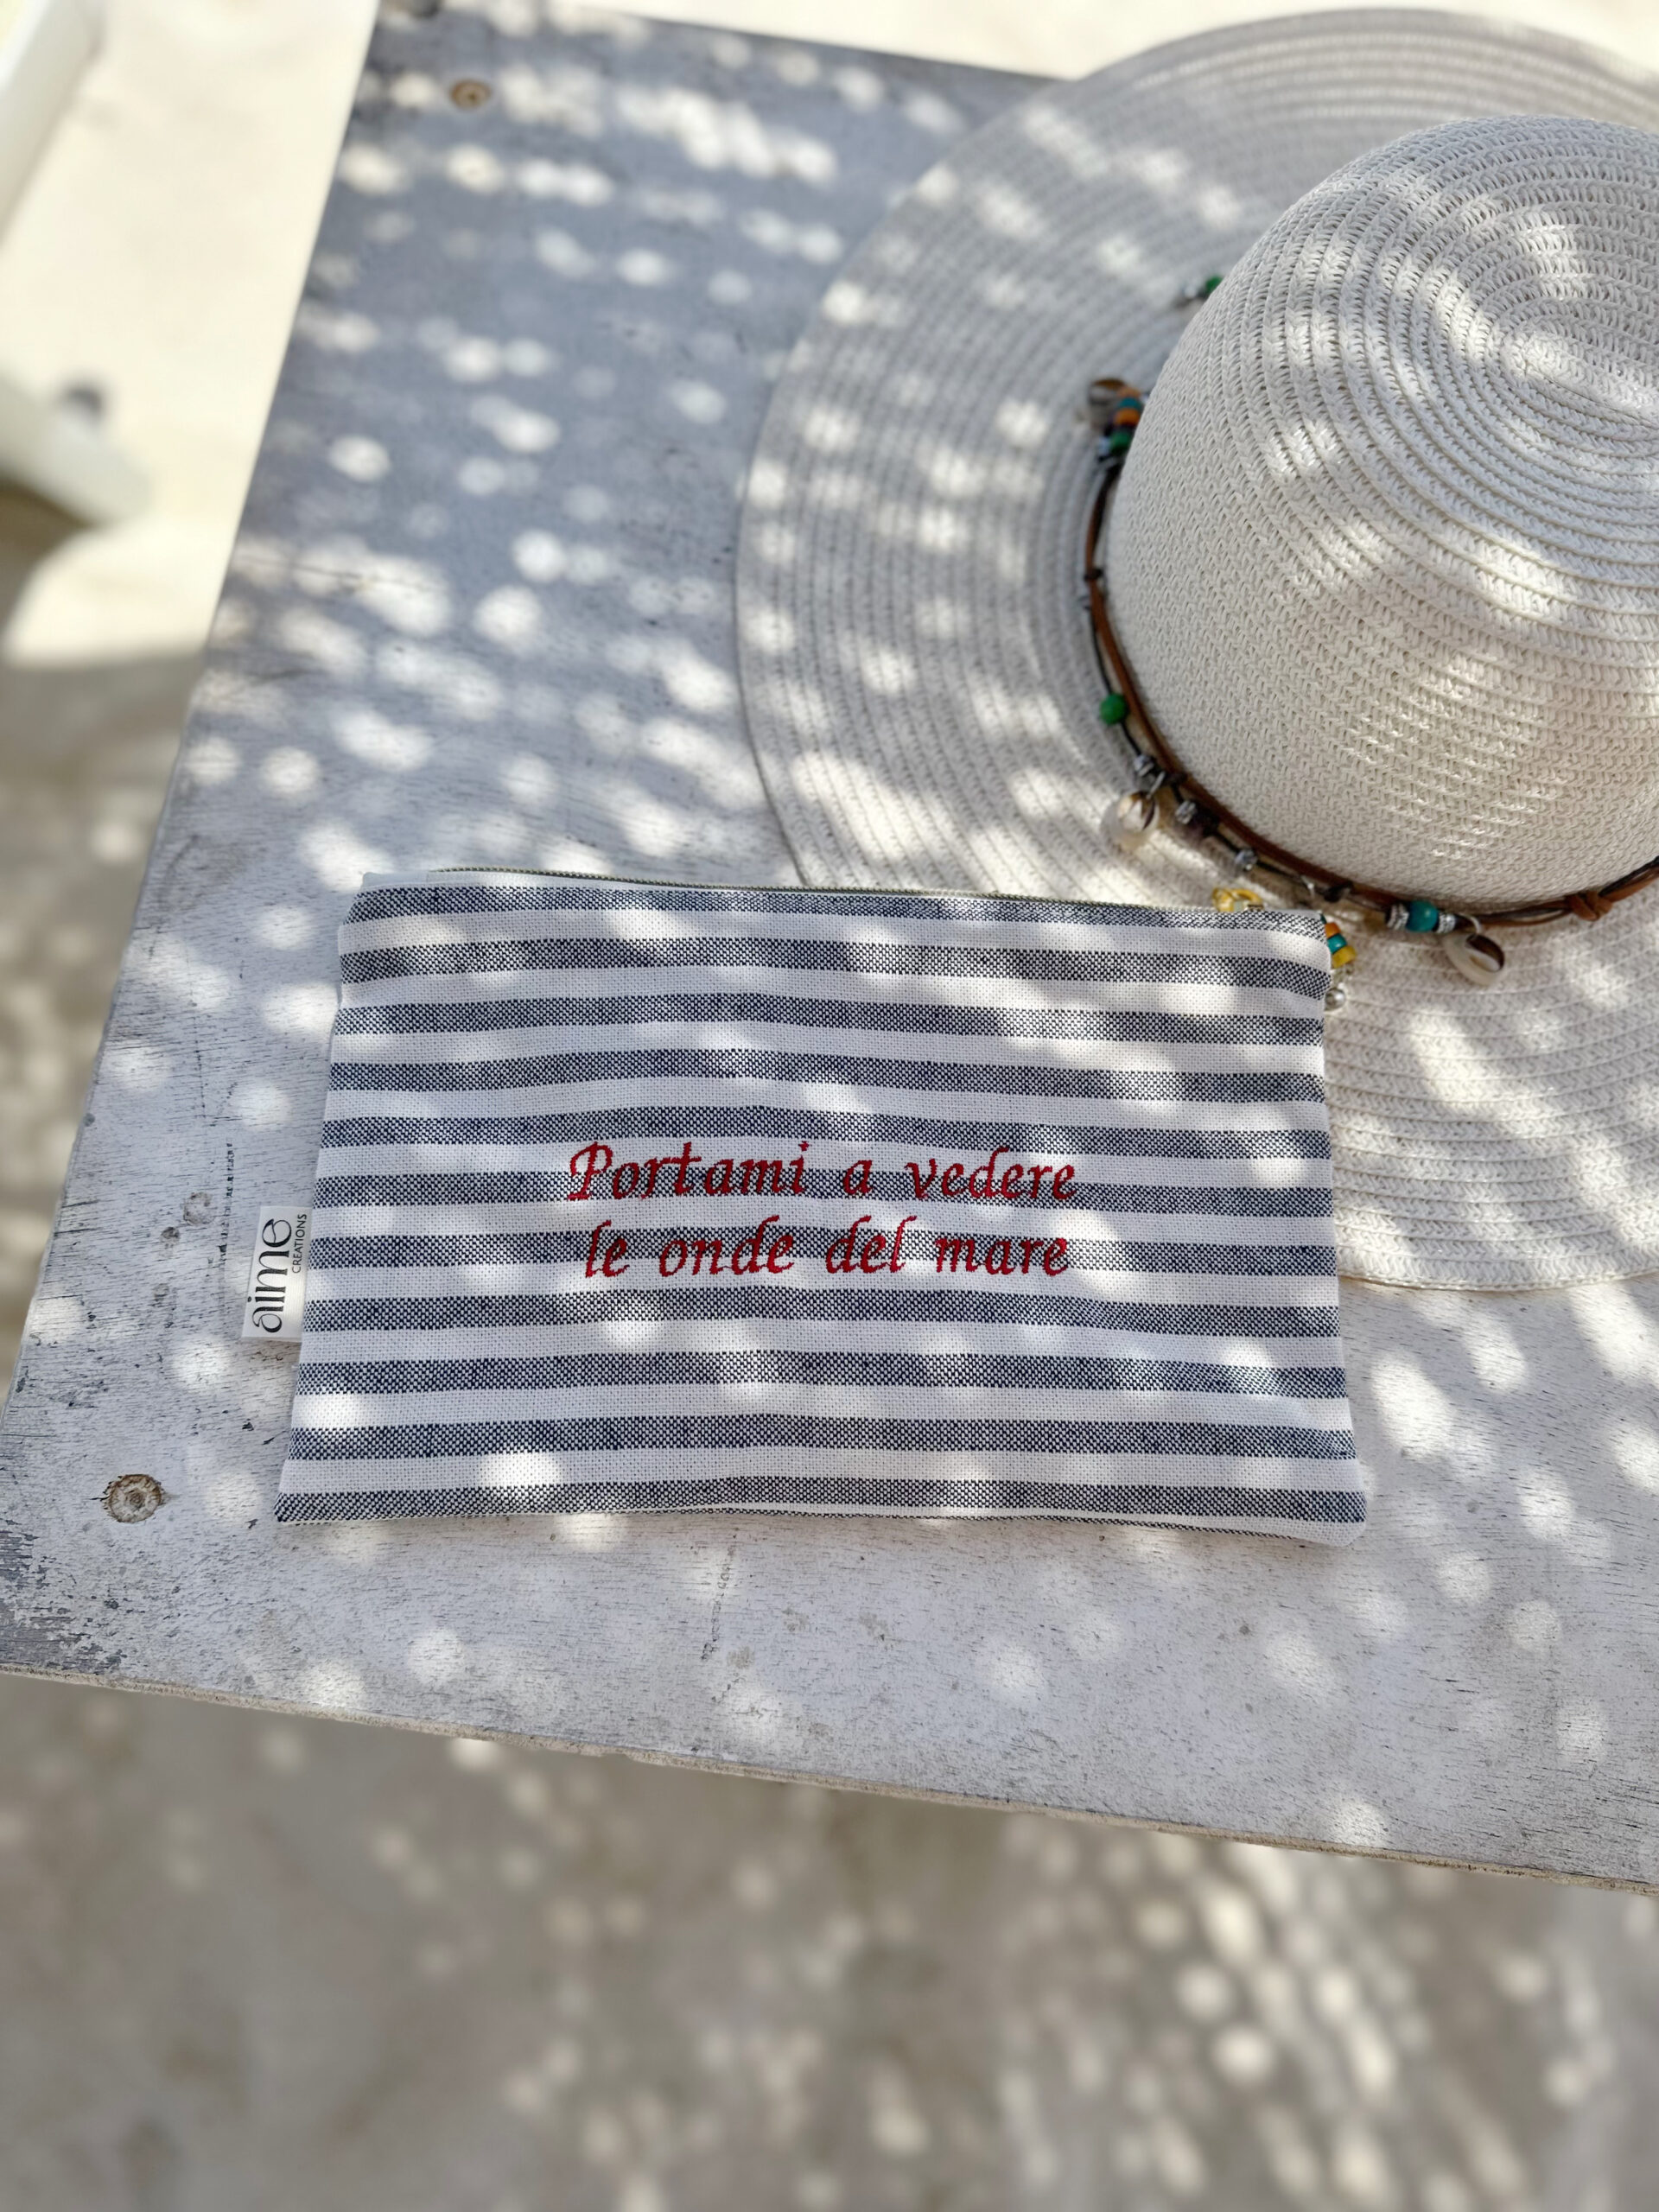 Portami a vedere
le onde del mare
aime
CREATIONS